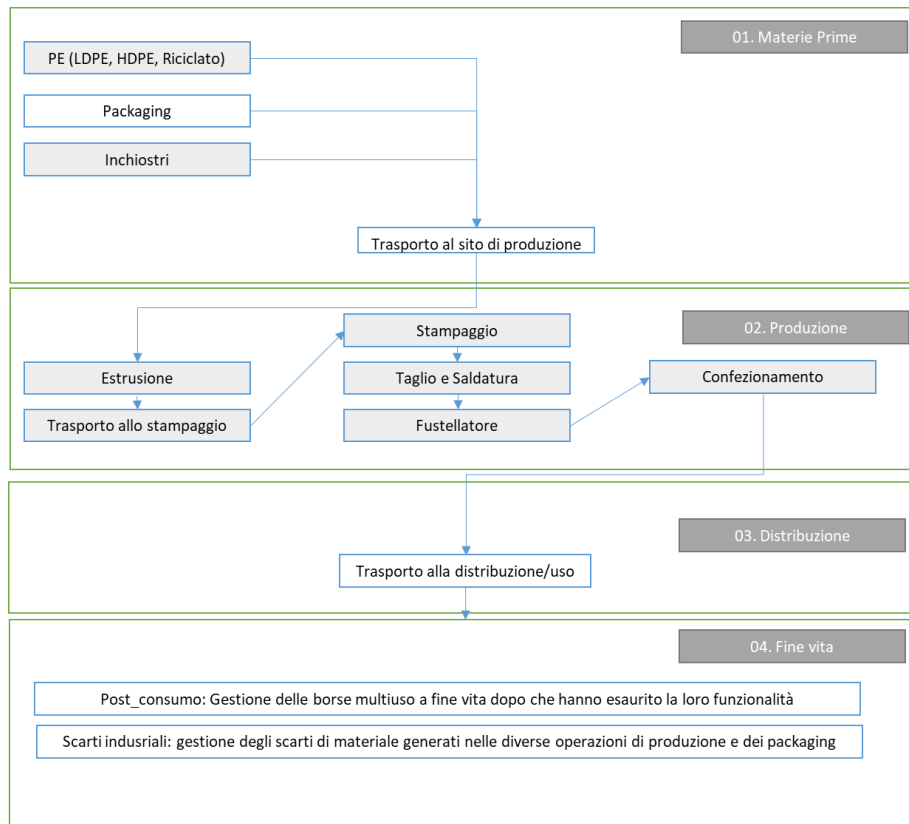 01. Materie Prime
PE (LDPE, HDPE, Riciclato)
Packaging
Inchiostri
Trasporto al sito di produzione
02. Produzione
Stampaggio
Estrusione
Taglio e Saldatura
Confezionamento
Trasporto allo stampaggio
Fustellatore
03. Distribuzione
Trasporto alla distribuzione/uso
04. Fine vita
Post_consumo: Gestione delle borse multiuso a fine vita dopo che hanno esaurito la loro funzionalità
Scarti indusriali: gestione degli scarti di materiale generati nelle diverse operazioni di produzione e dei packaging